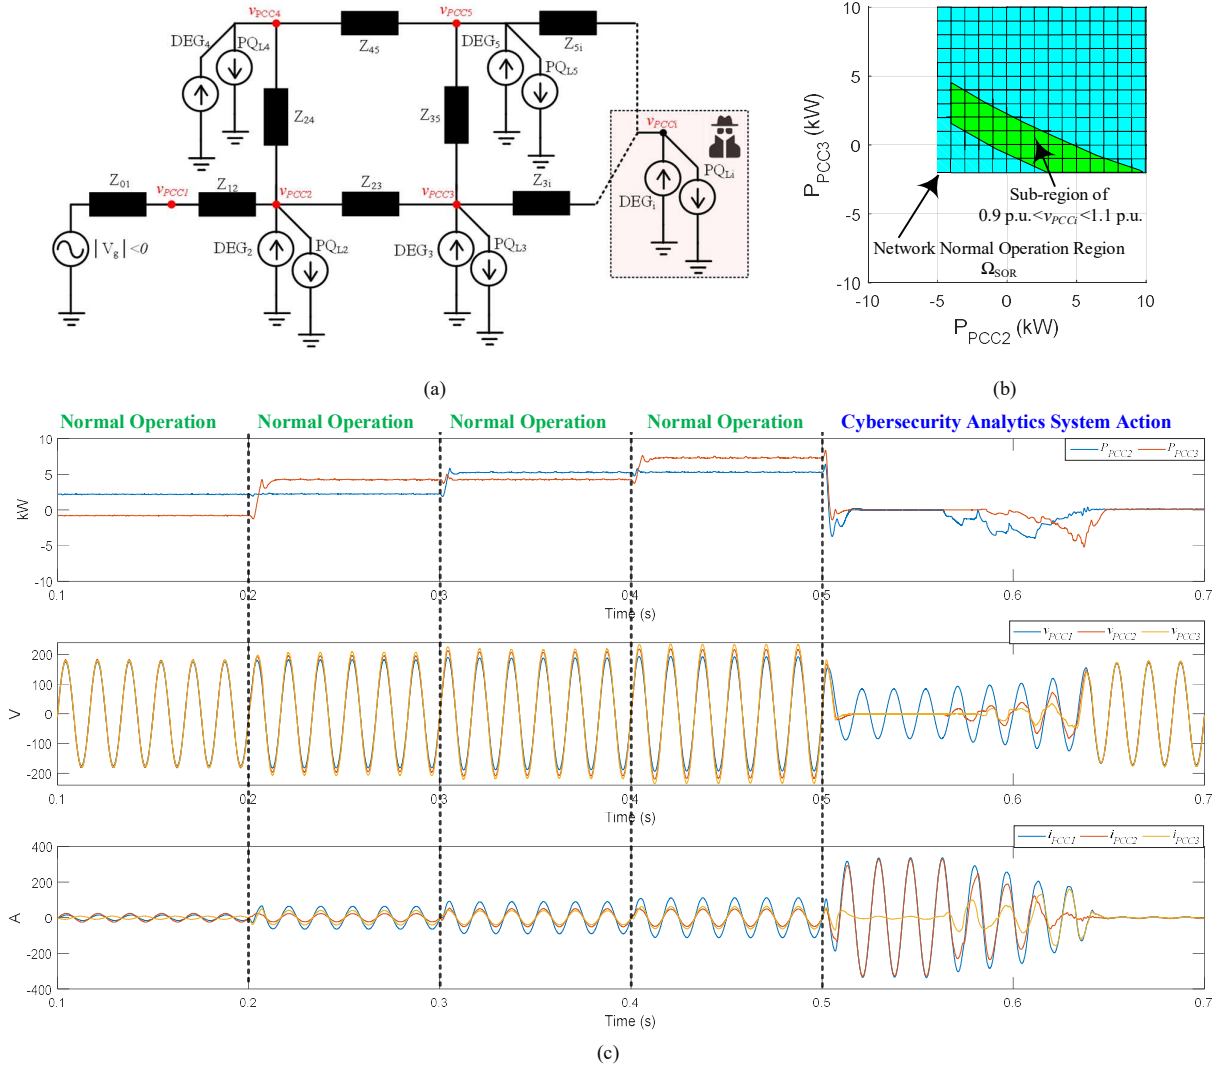 vPCC4
vPCC5
DEG4
PQL4
Z45
DEG5
PQL5
Z5i
Z24
Z35
vPCCi
DEGi
PQLi
Z01
vPCC1
Z12
vPCC2
Z23
vPCC3
Z3i
|Vg| <0
DEG2
PQL2
DEG3
PQL3
(a)
10
5
0
-5
-10
PPCC3 (kW)
Sub-region of
0.9 p.u.<vPCCi<1.1 p.u.
Network Normal Operation Region
ΩSOR
-10
-5
0
5
10
PPCC2 (kW)
(b)
Normal Operation
Normal Operation
Normal Operation
Normal Operation
Cybersecurity Analytics System Action
10
5
0
-5
-10
kW
PPCC2
PPCC3
0.1
0.2
0.3
0.4
0.5
0.6
0.7
Time (s)
200
100
0
-100
-200
V
vPCC1
vPCC2
vPCC3
0.1
0.2
0.3
0.4
0.5
0.6
0.7
Time (s)
400
200
0
-200
-400
A
iPCC1
iPCC2
iPCC3
0.1
0.2
0.3
0.4
0.5
0.6
0.7
Time (s)
(c)